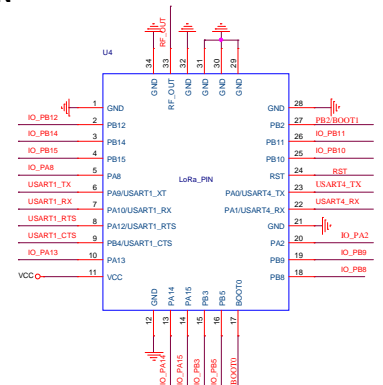 U4
RF_OUT
34 33 32 31 30 29
GND RF_OUT GND GND GND GND
1 GND
IO_PB12 2 PB12
IO_PB14 3 PB14
IO_PB15 4 PB15
IO_PA8 5 PA8
USART1_TX 6 PA9/USART1_XT
USART1_RX 7 PA10/USART1_RX
USART1_RTS 8 PA12/USART1_RTS
USART1_CTS 9 PB4/USART1_CTS
IO_PA13 10 PA13
VCC 11 VCC
LoRa_PIN
GND 28
PB2 27 PB2/BOOT1
PB11 26 IO_PB11
PB10 25 IO_PB10
RST 24 RST
PA0/USART4_TX 23 USART4_TX
PA1/USART4_RX 22 USART4_RX
GND 21
PA2 20 IO_PA2
PB9 19 IO_PB9
PB8 18 IO_PB8
GND PA14 PA15 PB3 PB5 BOOT0
12 13 14 15 16 17
IO_PA14 IO_PA15 IO_PB3 IO_PB5 BOOT0